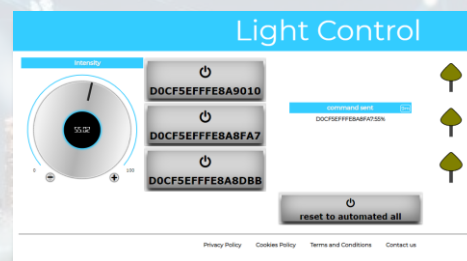 Light Control
Intensity
55.02
0
100
D0CF5EFFFE8A9010
D0CF5EFFFE8A8FA7
D0CF5EFFFE8A8DBB
command sent
D0CF5EFFFE8A8FA7:55%
reset to automated all
Privacy Policy Cookies Policy Terms and Conditions Contact us